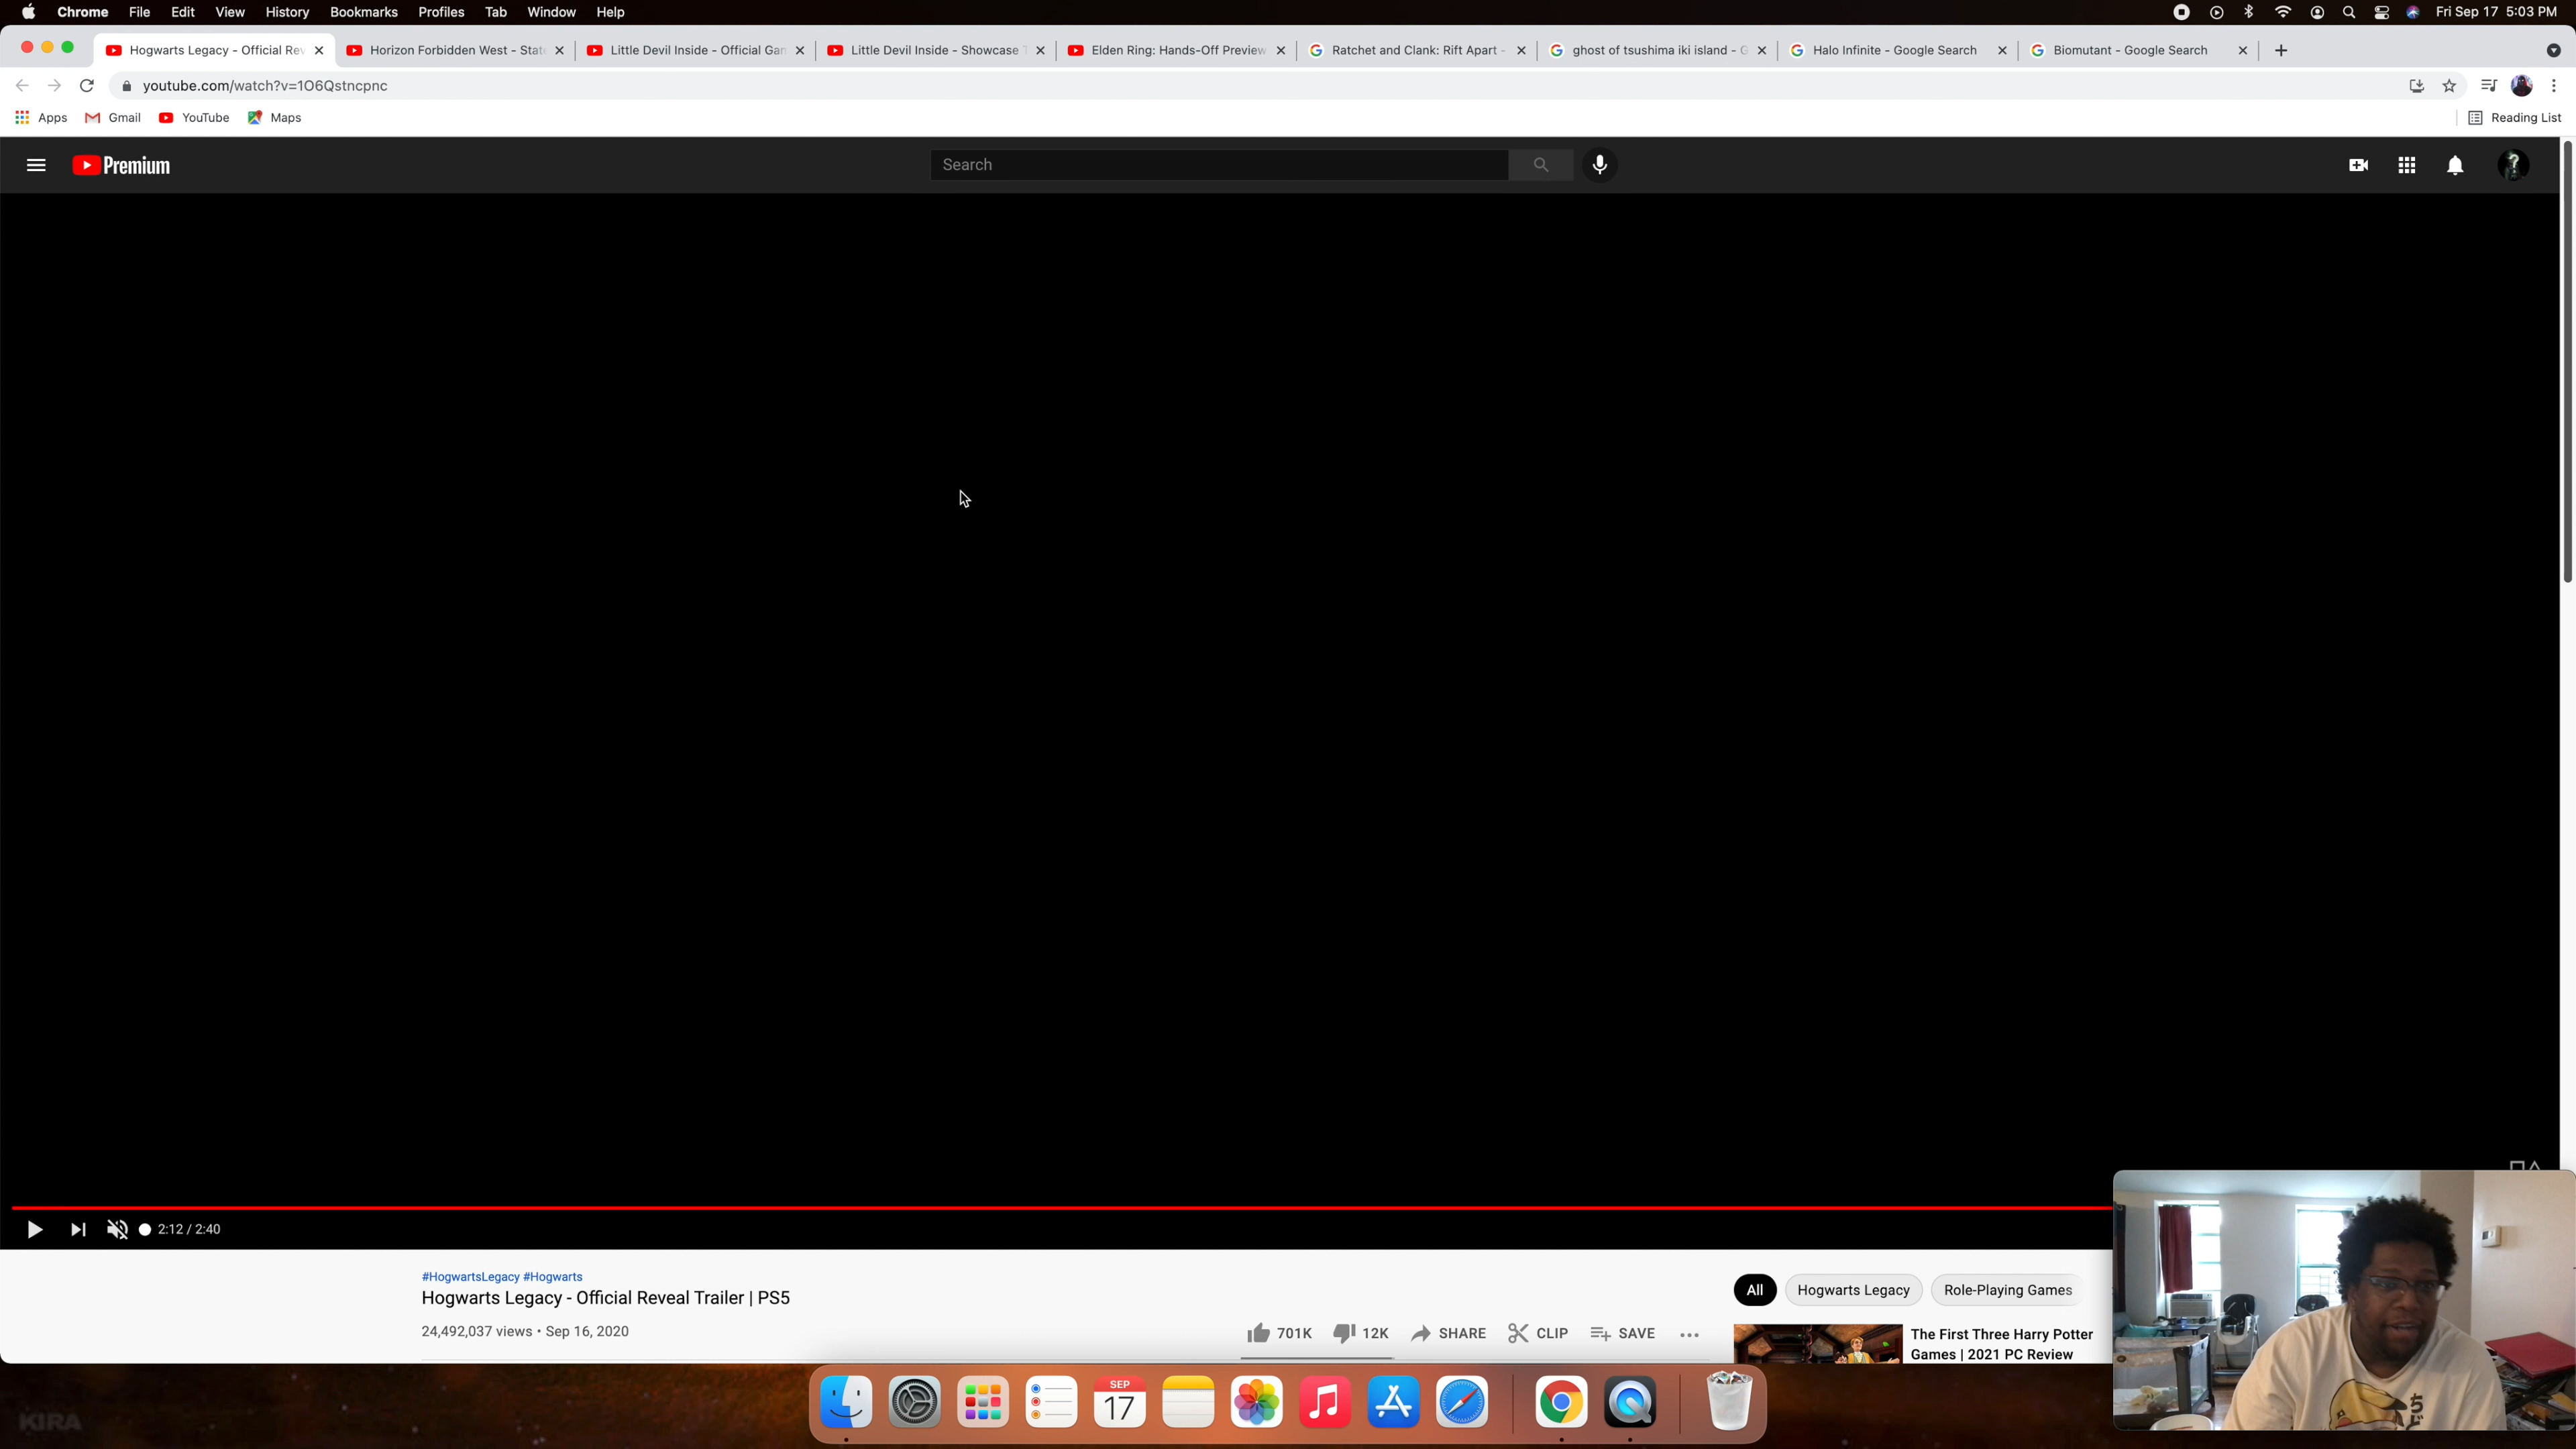 Chrome File Edit View History Bookmarks Profiles Tab Window Help Fri Sep 17 5:03 PM
Hogwarts Legacy - Official Rev Horizon Forbidden West - State Little Devil Inside - Official Gam Little Devil Inside - Showcase T Elden Ring: Hands-Off Preview Ratchet and Clank: Rift Apart - ghost of tsushima iki island - G Halo Infinite - Google Search Biomutant - Google Search
youtube.com/watch?v=1O6Qstncpnc
Apps Gmail YouTube Maps Reading List
Premium Search
2:12 / 2:40
#HogwartsLegacy #Hogwarts
Hogwarts Legacy - Official Reveal Trailer | PS5
24,492,037 views • Sep 16, 2020
701K 12K SHARE CLIP SAVE
All Hogwarts Legacy Role-Playing Games
The First Three Harry Potter
Games | 2021 PC Review
SEP
17
KIRA